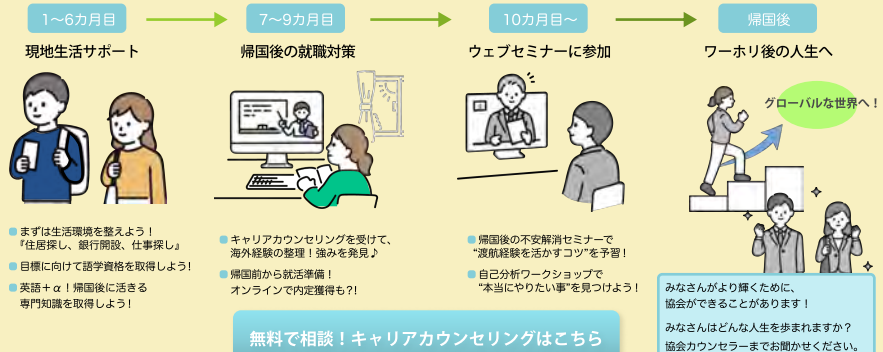 1～6カ月目
現地生活サポート
まずは生活環境を整えよう！
『住居探し、銀行開設、仕事探し』
目標に向けて語学資格を取得しよう！
英語＋α！帰国後に活きる
専門知識を取得しよう！
7～9カ月目
帰国後の就職対策
キャリアカウンセリングを受けて、
海外経験の整理！強みを発見♪
帰国前から就活準備！
オンラインで内定獲得も?!
10カ月目～
ウェブセミナーに参加
帰国後の不安解消セミナーで
“渡航経験を活かすコツ”を予習！
自己分析ワークショップで
“本当にやりたい事”を見つけよう！
帰国後
ワーホリ後の人生へ
グローバルな世界へ！
みなさんがより輝くために、
協会ができることがあります！
みなさんはどんな人生を歩まれますか？
協会カウンセラーまでお聞かせください。
無料で相談！キャリアカウンセリングはこちら